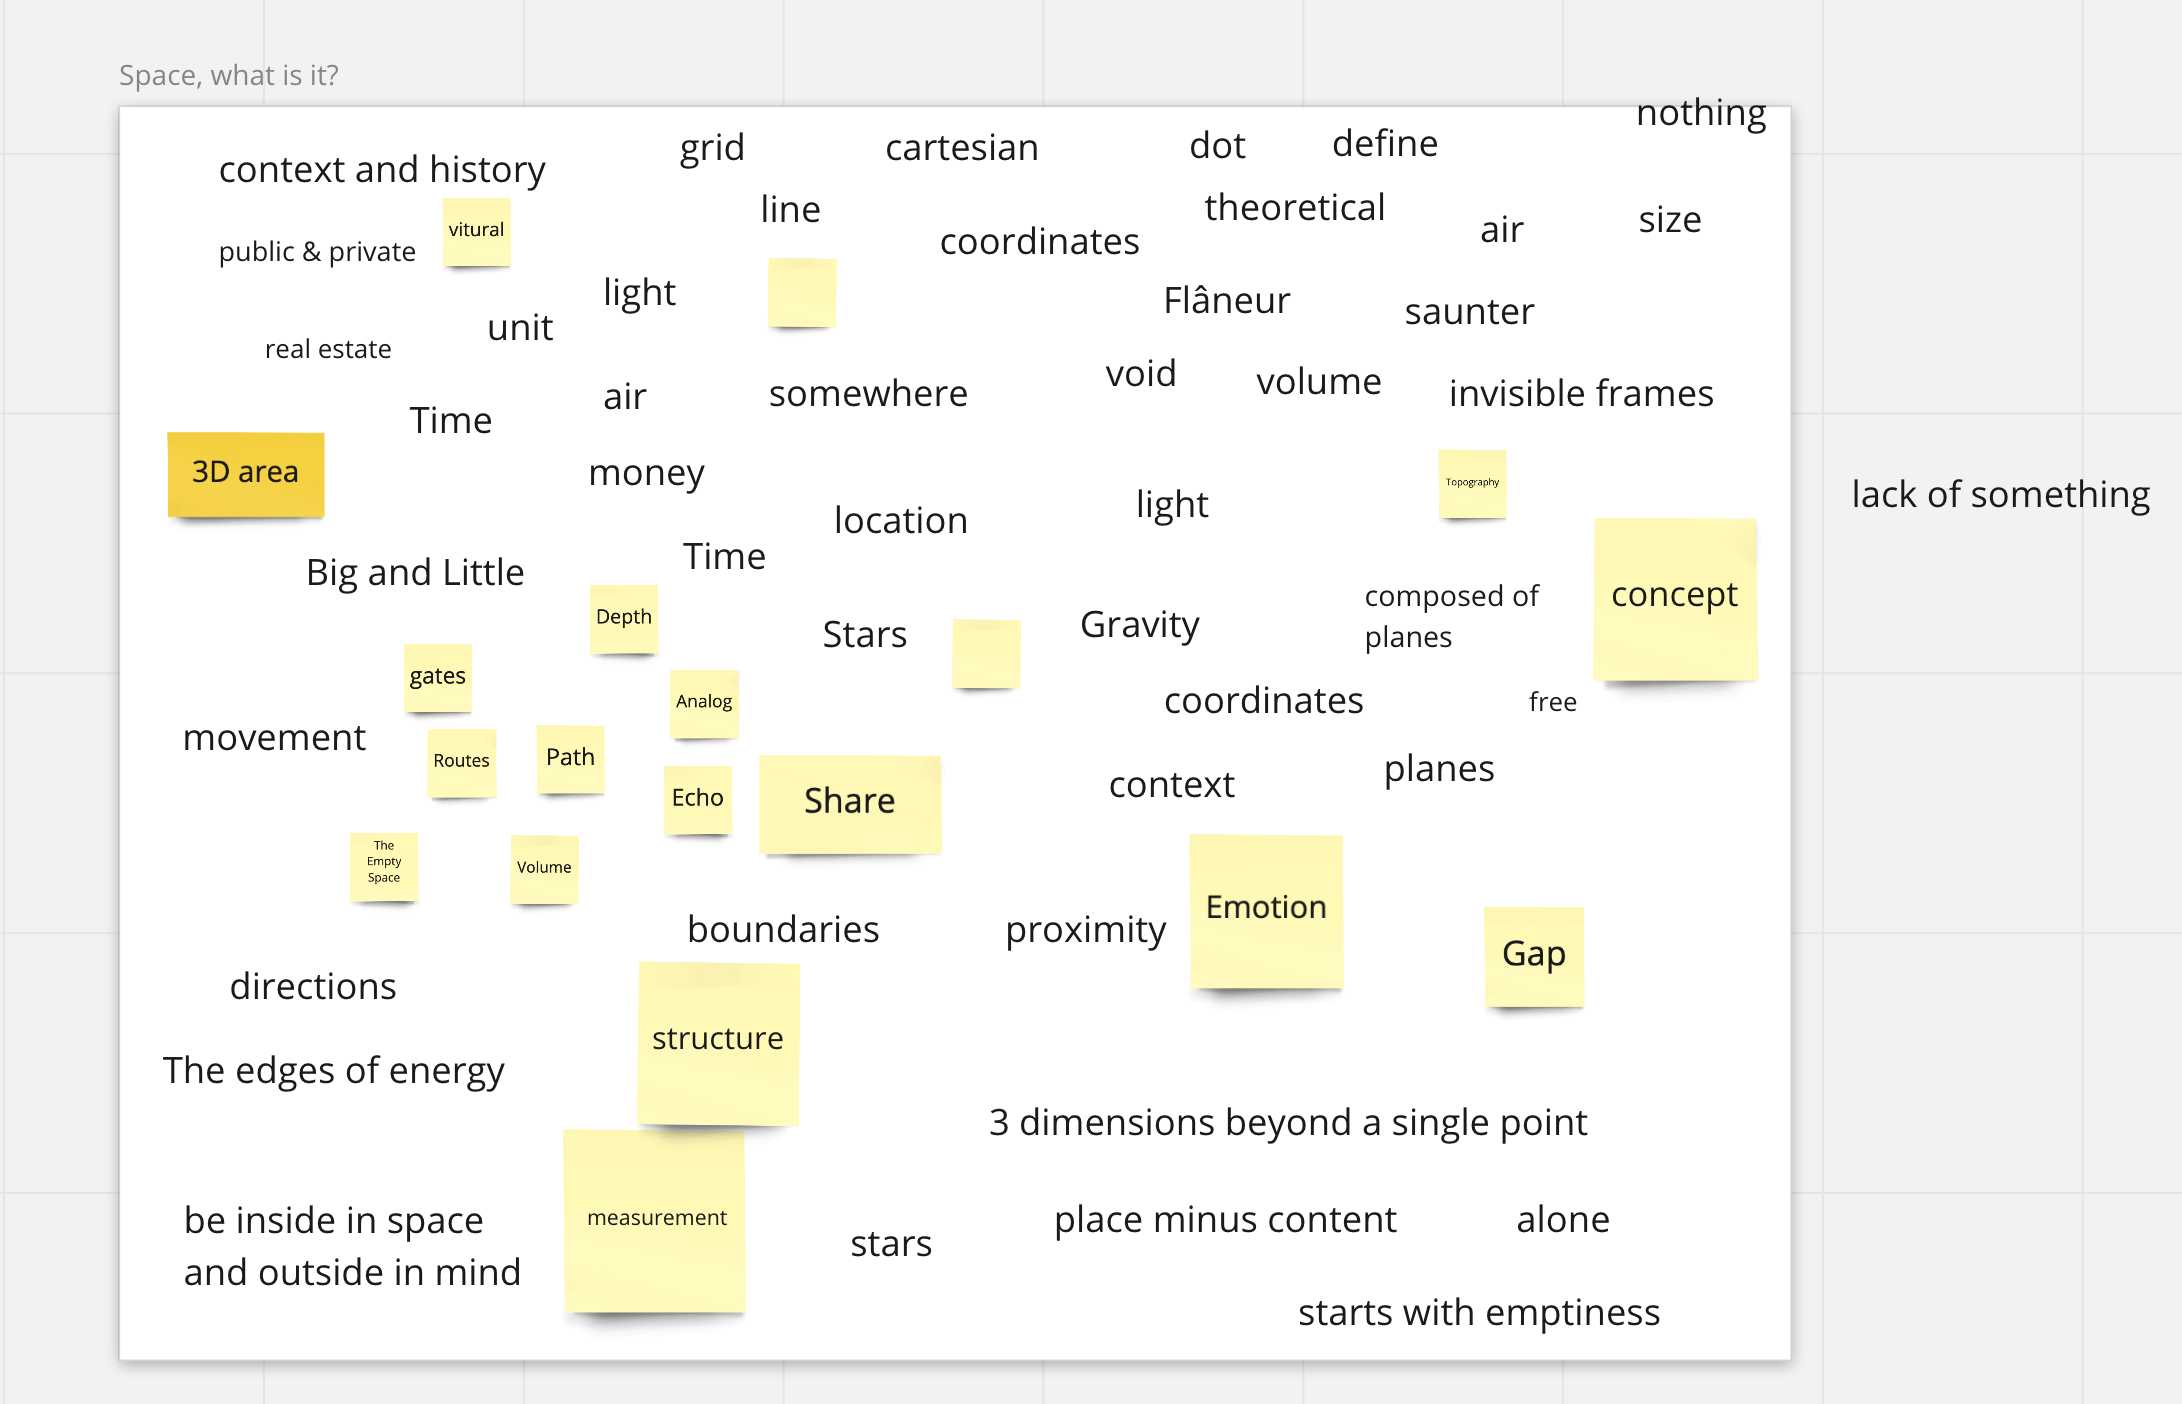 Space, what is it?
nothing
grid
cartesian
dot
define
context and history
line
theoretical
air
size
vitural
public & private
coordinates
light
Flâneur
saunter
unit
real estate
void
volume
invisible frames
air
somewhere
Time
3D area
money
Topography
lack of something
location
light
Time
Big and Little
Depth
concept
composed of
planes
Stars
Gravity
gates
Analog
coordinates
free
movement
Routes
Path
Echo
Share
context
planes
The
Empty
Space
Volume
boundaries
proximity
Emotion
Gap
directions
structure
The edges of energy
3 dimensions beyond a single point
be inside in space
and outside in mind
measurement
stars
place minus content
alone
starts with emptiness